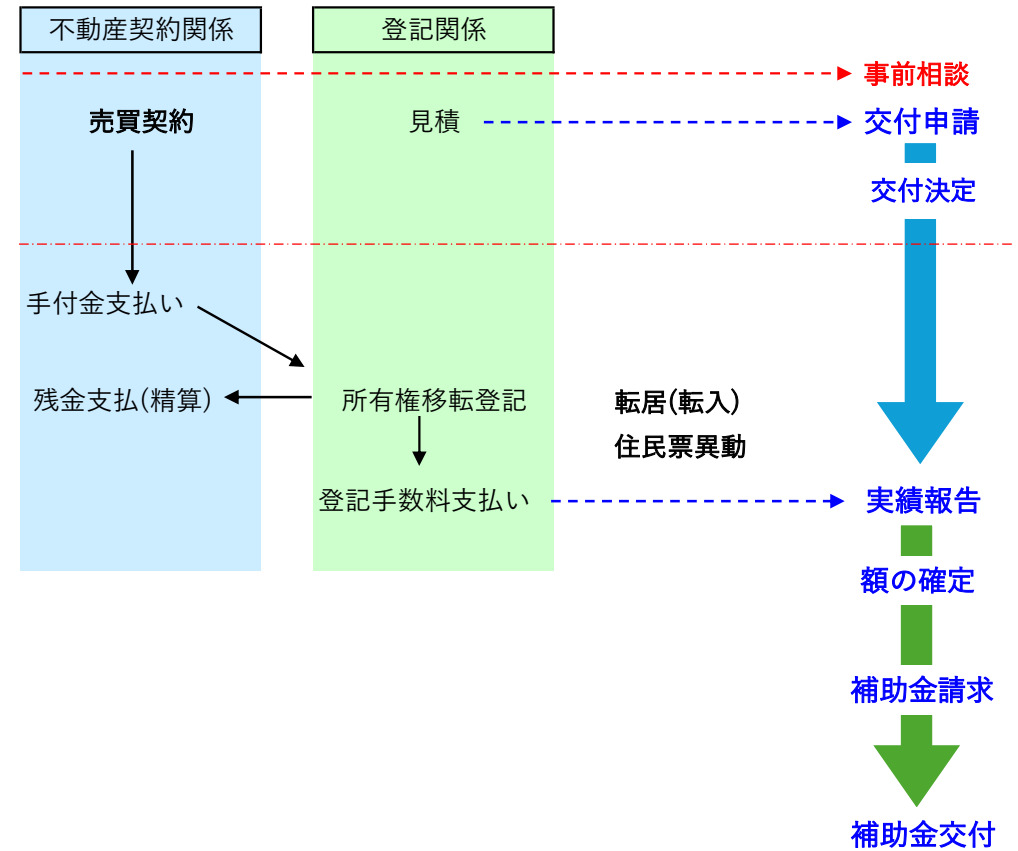 不動産契約関係
登記関係
事前相談
売買契約
見積
交付申請
交付決定
手付金支払い
残金支払(精算)
所有権移転登記
転居(転入)
住民票異動
登記手数料支払い
実績報告
額の確定
補助金請求
補助金交付